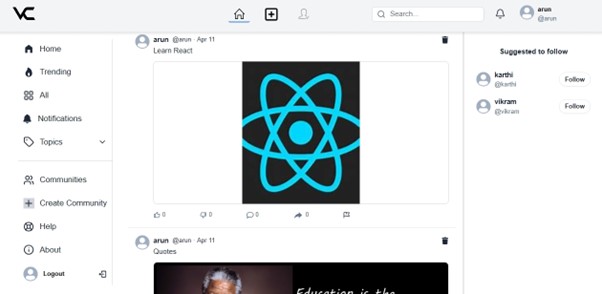 VC
Search...
arun
@arun
Home
Trending
All
Notifications
Topics
Communities
Create Community
Help
About
Logout
arun @arun · Apr 11
Learn React
0 0 0 0
arun @arun · Apr 11
Quotes
Education is the
Suggested to follow
karthi
@karthi
Follow
vikram
@vikram
Follow